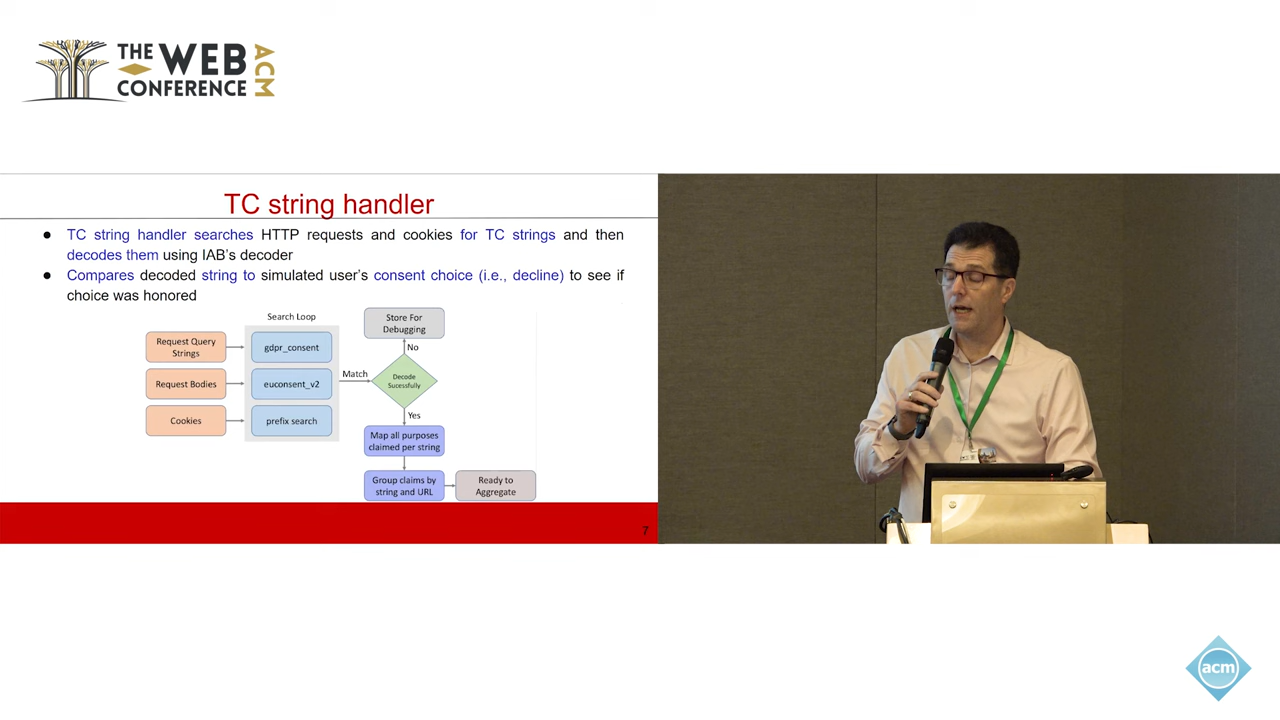 THE WEB
CONFERENCE
ACM
TC string handler
● TC string handler searches HTTP requests and cookies for TC strings and then
decodes them using IAB's decoder
● Compares decoded string to simulated user's consent choice (i.e., decline) to see if
choice was honored
Search Loop
Store For
Debugging
No
Request Query
Strings
gdpr_consent
Request Bodies
euconsent_v2
Match
Decode
Sucessfully
Cookies
prefix search
Yes
Map all purposes
claimed per string
Group claims by
string and URL
Ready to
Aggregate
7
acm